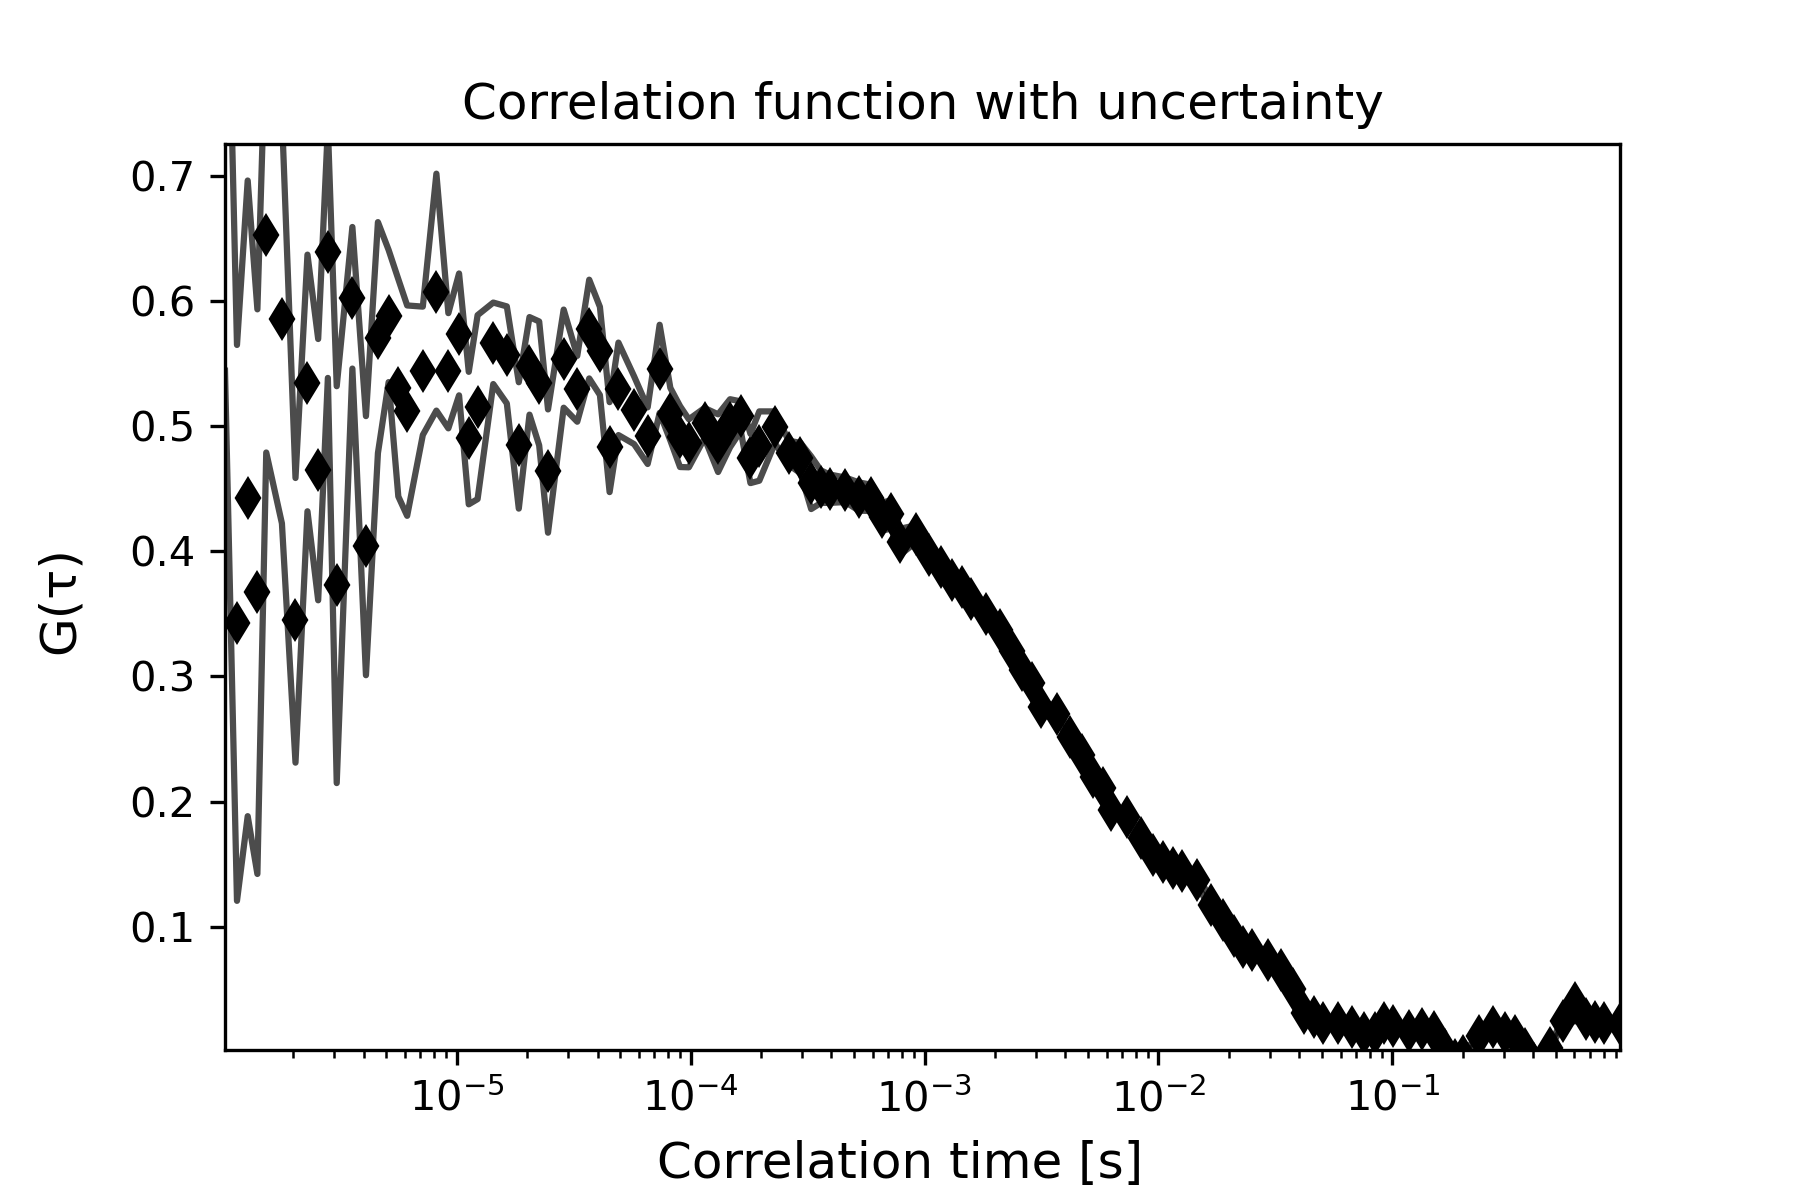 Correlation function with uncertainty
0.7
0.6
0.5
0.4
0.3
0.2
0.1
G(τ)
10⁻⁵ 10⁻⁴ 10⁻³ 10⁻² 10⁻¹
Correlation time [s]